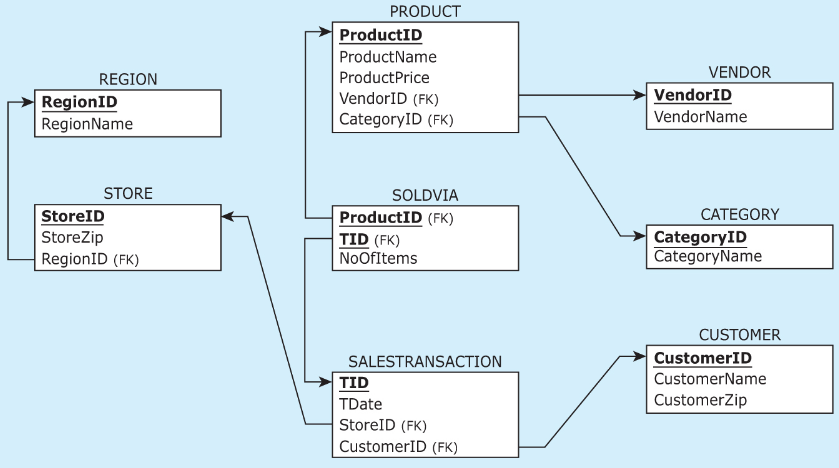 PRODUCT
ProductID
ProductName
ProductPrice
VendorID (FK)
CategoryID (FK)
REGION
RegionID
RegionName
VENDOR
VendorID
VendorName
STORE
StoreID
StoreZip
RegionID (FK)
SOLDVIA
ProductID (FK)
TID (FK)
NoOfItems
CATEGORY
CategoryID
CategoryName
SALESTRANSACTION
TID
TDate
StoreID (FK)
CustomerID (FK)
CUSTOMER
CustomerID
CustomerName
CustomerZip